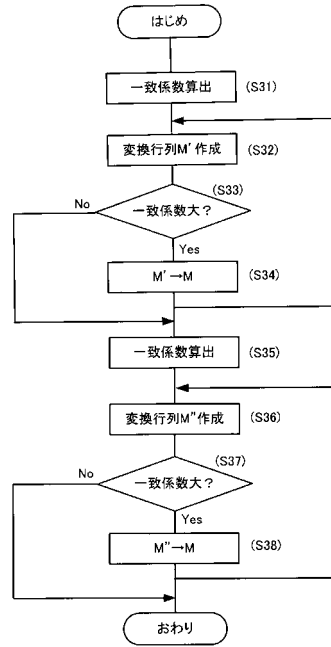 はじめ
一致係数算出
(S31)
変換行列M'作成
(S32)
(S33)
一致係数大?
No
Yes
M'→M
(S34)
一致係数算出
(S35)
変換行列M"作成
(S36)
(S37)
一致係数大?
No
Yes
M"→M
(S38)
おわり